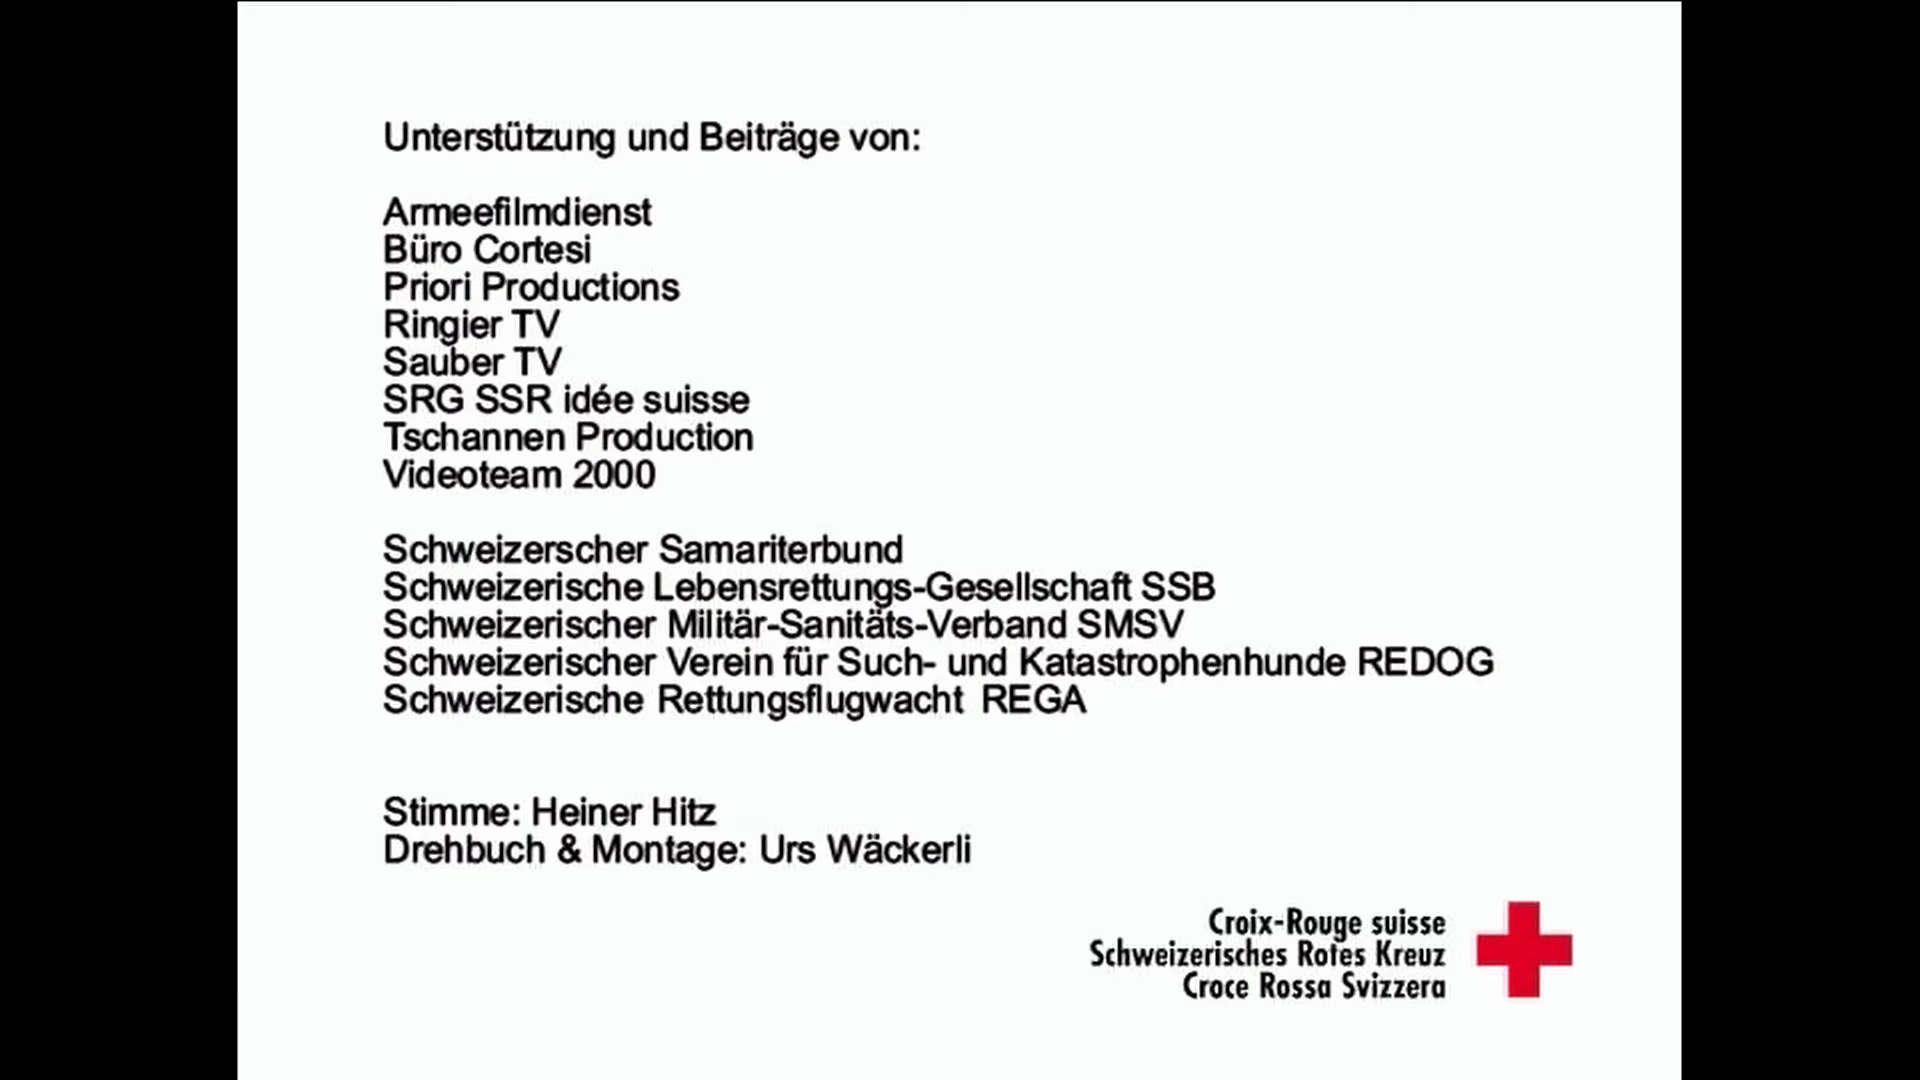 Unterstützung und Beiträge von:
Armeefilmdienst
Büro Cortesi
Priori Productions
Ringier TV
Sauber TV
SRG SSR idée suisse
Tschannen Production
Videoteam 2000
Schweizerscher Samariterbund
Schweizerische Lebensrettungs-Gesellschaft SSB
Schweizerischer Militär-Sanitäts-Verband SMSV
Schweizerischer Verein für Such- und Katastrophenhunde REDOG
Schweizerische Rettungsflugwacht REGA
Stimme: Heiner Hitz
Drehbuch & Montage: Urs Wäckerli
Croix-Rouge suisse
Schweizerisches Rotes Kreuz
Croce Rossa Svizzera